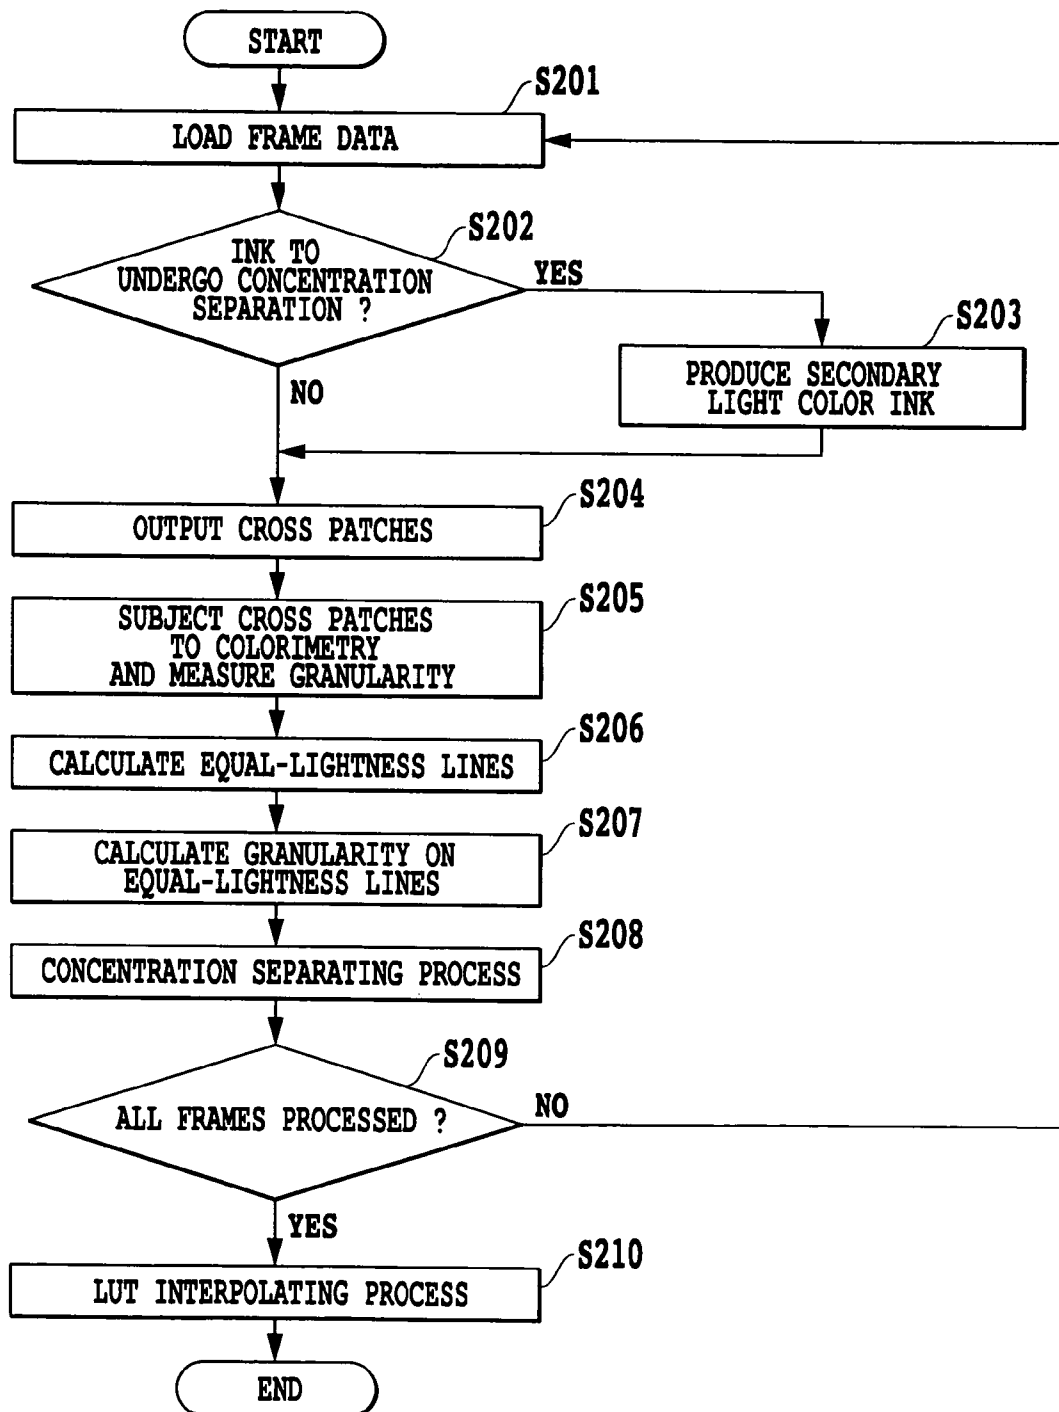 START
S201
LOAD FRAME DATA
S202
INK TO
UNDERGO CONCENTRATION
SEPARATION ?
YES
S203
PRODUCE SECONDARY
LIGHT COLOR INK
NO
S204
OUTPUT CROSS PATCHES
S205
SUBJECT CROSS PATCHES
TO COLORIMETRY
AND MEASURE GRANULARITY
S206
CALCULATE EQUAL-LIGHTNESS LINES
S207
CALCULATE GRANULARITY ON
EQUAL-LIGHTNESS LINES
S208
CONCENTRATION SEPARATING PROCESS
S209
ALL FRAMES PROCESSED ?
NO
YES
S210
LUT INTERPOLATING PROCESS
END